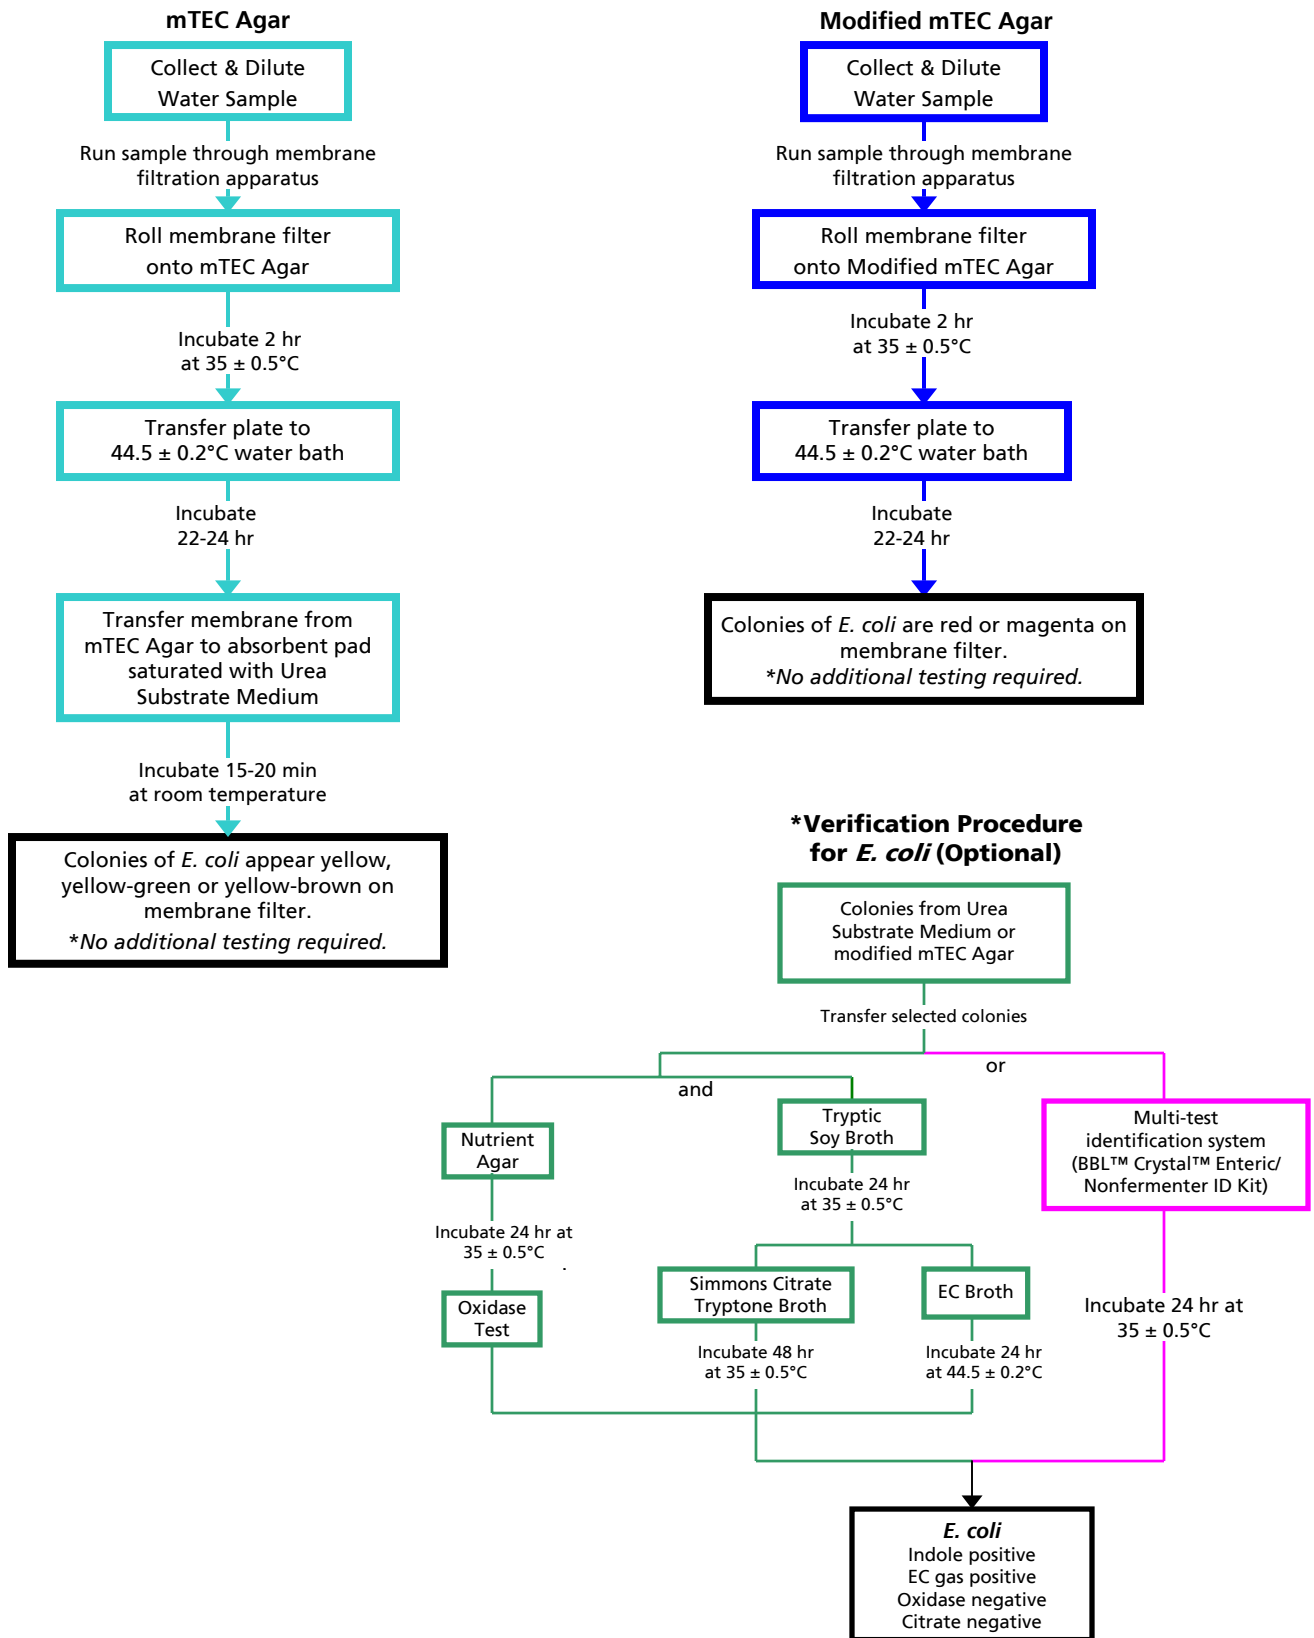 mTEC Agar
Collect & Dilute
Water Sample
Run sample through membrane
filtration apparatus
Roll membrane filter
onto mTEC Agar
Incubate 2 hr
at 35 ± 0.5°C
Transfer plate to
44.5 ± 0.2°C water bath
Incubate
22-24 hr
Transfer membrane from
mTEC Agar to absorbent pad
saturated with Urea
Substrate Medium
Incubate 15-20 min
at room temperature
Colonies of E. coli appear yellow,
yellow-green or yellow-brown on
membrane filter.
*No additional testing required.
Modified mTEC Agar
Collect & Dilute
Water Sample
Run sample through membrane
filtration apparatus
Roll membrane filter
onto Modified mTEC Agar
Incubate 2 hr
at 35 ± 0.5°C
Transfer plate to
44.5 ± 0.2°C water bath
Incubate
22-24 hr
Colonies of E. coli are red or magenta on
membrane filter.
*No additional testing required.
*Verification Procedure
for E. coli (Optional)
Colonies from Urea
Substrate Medium or
modified mTEC Agar
Transfer selected colonies
or
and
Nutrient
Agar
Incubate 24 hr at
35 ± 0.5°C
.
Oxidase
Test
Tryptic
Soy Broth
Incubate 24 hr
at 35 ± 0.5°C
Simmons Citrate
Tryptone Broth
Incubate 48 hr
at 35 ± 0.5°C
EC Broth
Incubate 24 hr
at 44.5 ± 0.2°C
Multi-test
identification system
(BBL™ Crystal™ Enteric/
Nonfermenter ID Kit)
Incubate 24 hr at
35 ± 0.5°C
E. coli
Indole positive
EC gas positive
Oxidase negative
Citrate negative